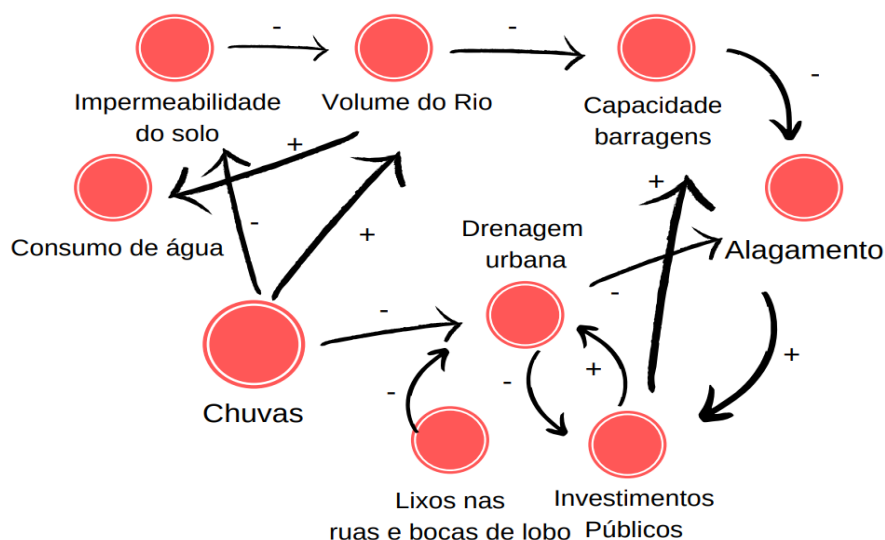 -
-
-
Impermeabilidade
do solo
Volume do Rio
Capacidade
barragens
+
+
Consumo de água
-
+
Drenagem
urbana
Alagamento
-
-
Chuvas
-
-
+
+
Lixos nas
ruas e bocas de lobo
Investimentos
Públicos